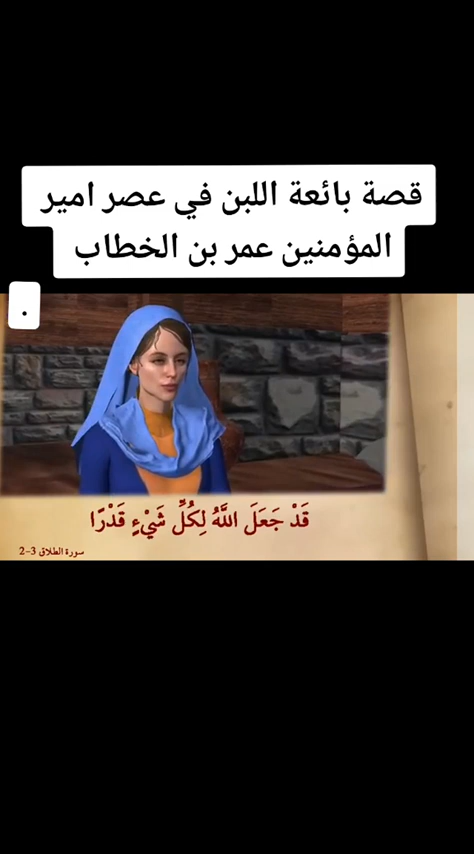 قصة بائعة اللبن في عصر امير
المؤمنين عمر بن الخطاب
.
قَدْ جَعَلَ اللَّهُ لِكُلِّ شَيْءٍ قَدْرًا
سورة الطلاق 3-2